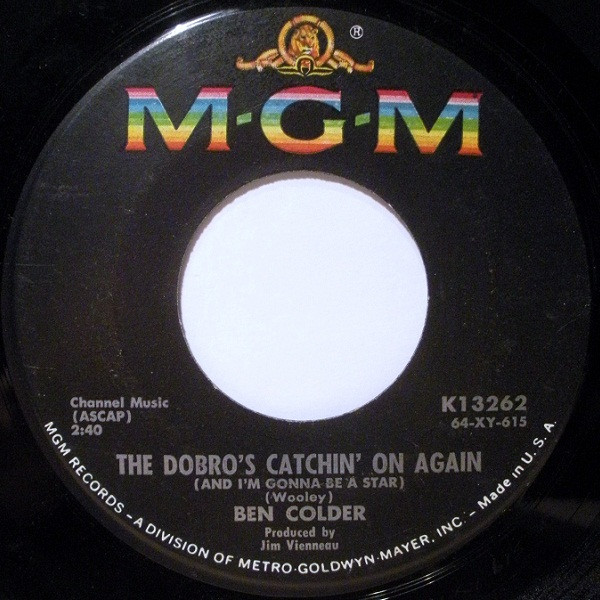 ®
M-G-M
Channel Music
(ASCAP)
2:40
K13262
64-XY-615
THE DOBRO'S CATCHIN' ON AGAIN
(AND I'M GONNA BE A STAR)
(Wooley)
BEN COLDER
Produced by
Jim Vienneau
MGM RECORDS – A DIVISION OF METRO-GOLDWYN-MAYER, INC. – Made in U.S.A.